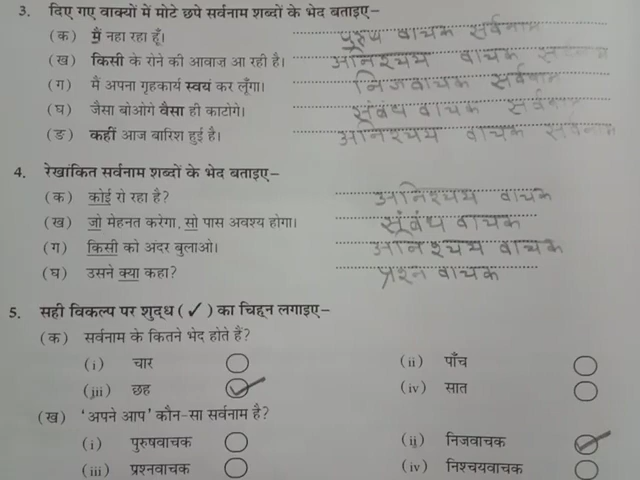 3. दिए गए वाक्यों में मोटे छपे सर्वनाम शब्दों के भेद बताइए–
(क) मैं नहा रहा हूँ। पुरुष वाचक सर्वनाम
(ख) किसी के रोने की आवाज़ आ रही है। अनिश्चय वाचक सर्वनाम
(ग) मैं अपना गृहकार्य स्वयं कर लूँगा। निजवाचक सर्वनाम
(घ) जैसा बोओगे वैसा ही काटोगे। संबंध वाचक सर्वनाम
(ङ) कहीं आज बारिश हुई है। अनिश्चय वाचक सर्वनाम
4. रेखांकित सर्वनाम शब्दों के भेद बताइए–
(क) कोई रो रहा है? अनिश्चय वाचक
(ख) जो मेहनत करेगा, सो पास अवश्य होगा। संबंध वाचक
(ग) किसी को अंदर बुलाओ। अनिश्चय वाचक
(घ) उसने क्या कहा? प्रश्न वाचक
5. सही विकल्प पर शुद्ध (✓) का चिह्न लगाइए–
(क) सर्वनाम के कितने भेद होते हैं?
(i) चार (ii) पाँच
(iii) छह ✓ (iv) सात
(ख) 'अपने आप' कौन-सा सर्वनाम है?
(i) पुरुषवाचक (ii) निजवाचक ✓
(iii) प्रश्नवाचक (iv) निश्चयवाचक